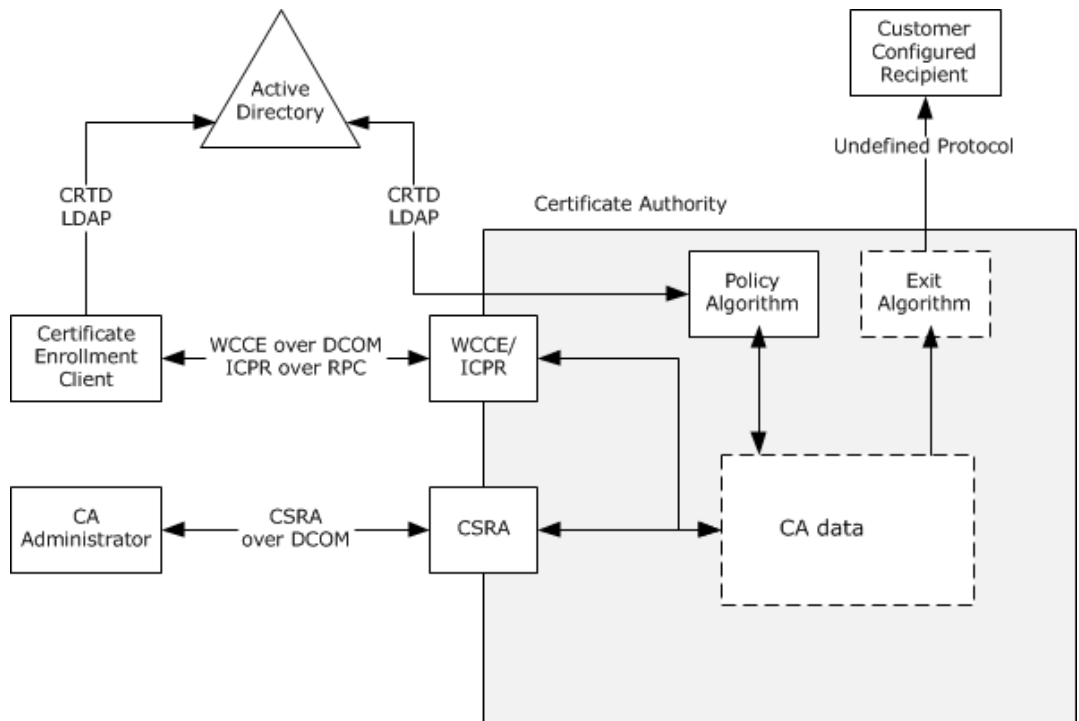 Customer
Configured
Recipient
Active
Directory
Undefined Protocol
CRTD
LDAP
CRTD
LDAP
Certificate Authority
Policy
Algorithm
Exit
Algorithm
Certificate
Enrollment
Client
WCCE over DCOM
ICPR over RPC
WCCE/
ICPR
CA
Administrator
CSRA
over DCOM
CSRA
CA data